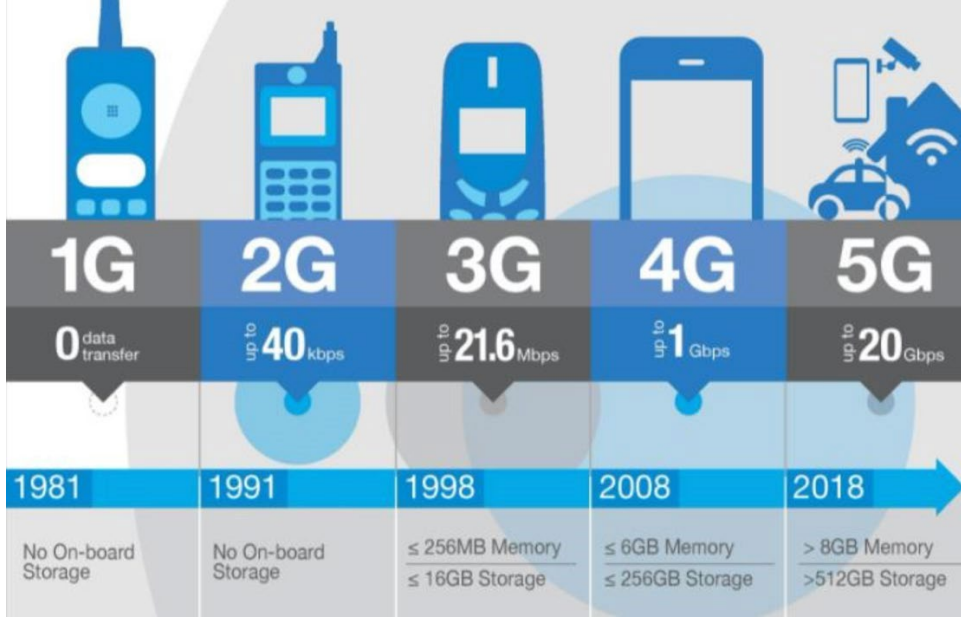 1G
2G
3G
4G
5G
0 data transfer
up to 40 kbps
up to 21.6 Mbps
up to 1 Gbps
up to 20 Gbps
1981
1991
1998
2008
2018
No On-board
Storage
No On-board
Storage
≤ 256MB Memory
≤ 16GB Storage
≤ 6GB Memory
≤ 256GB Storage
> 8GB Memory
>512GB Storage